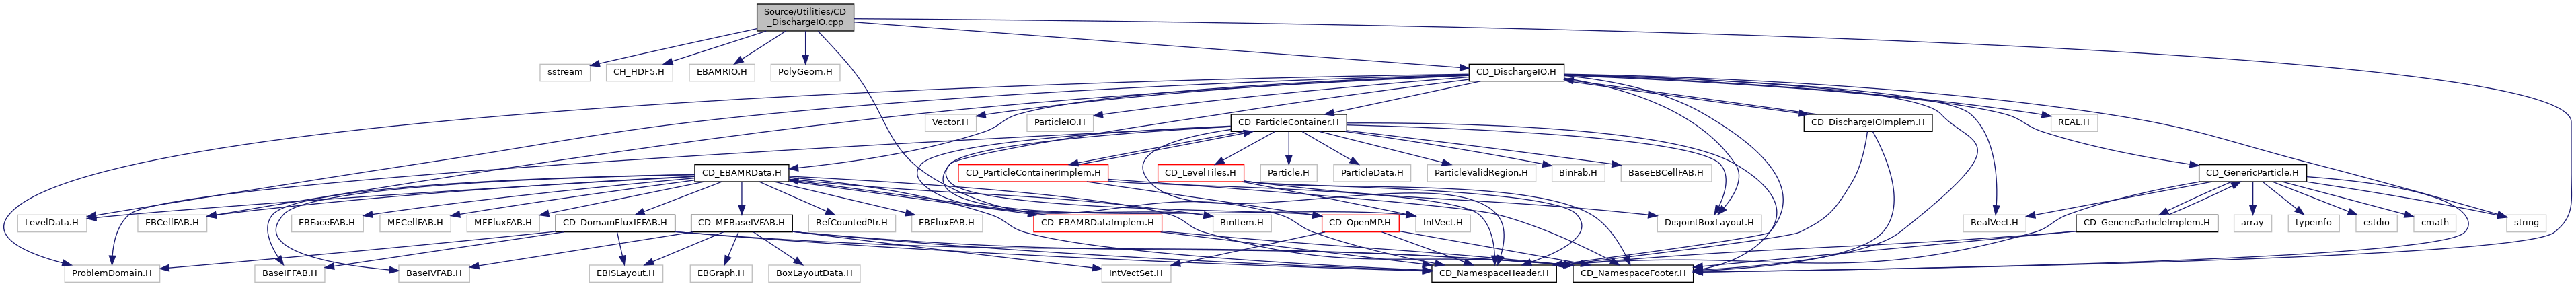 Source/Utilities/CD
_DischargeIO.cpp
sstream
CH_HDF5.H
EBAMRIO.H
PolyGeom.H
CD_DischargeIO.H
Vector.H
ParticleIO.H
CD_ParticleContainer.H
CD_DischargeIOImplem.H
REAL.H
CD_EBAMRData.H
CD_ParticleContainerImplem.H
CD_LevelTiles.H
Particle.H
ParticleData.H
ParticleValidRegion.H
BinFab.H
BaseEBCellFAB.H
CD_GenericParticle.H
LevelData.H
EBCellFAB.H
EBFaceFAB.H
MFCellFAB.H
MFFluxFAB.H
CD_DomainFluxIFFAB.H
CD_MFBaseIVFAB.H
RefCountedPtr.H
EBFluxFAB.H
CD_EBAMRDataImplem.H
BinItem.H
CD_OpenMP.H
IntVect.H
DisjointBoxLayout.H
RealVect.H
CD_GenericParticleImplem.H
array
typeinfo
cstdio
cmath
string
ProblemDomain.H
BaseIFFAB.H
BaseIVFAB.H
EBISLayout.H
EBGraph.H
BoxLayoutData.H
IntVectSet.H
CD_NamespaceHeader.H
CD_NamespaceFooter.H